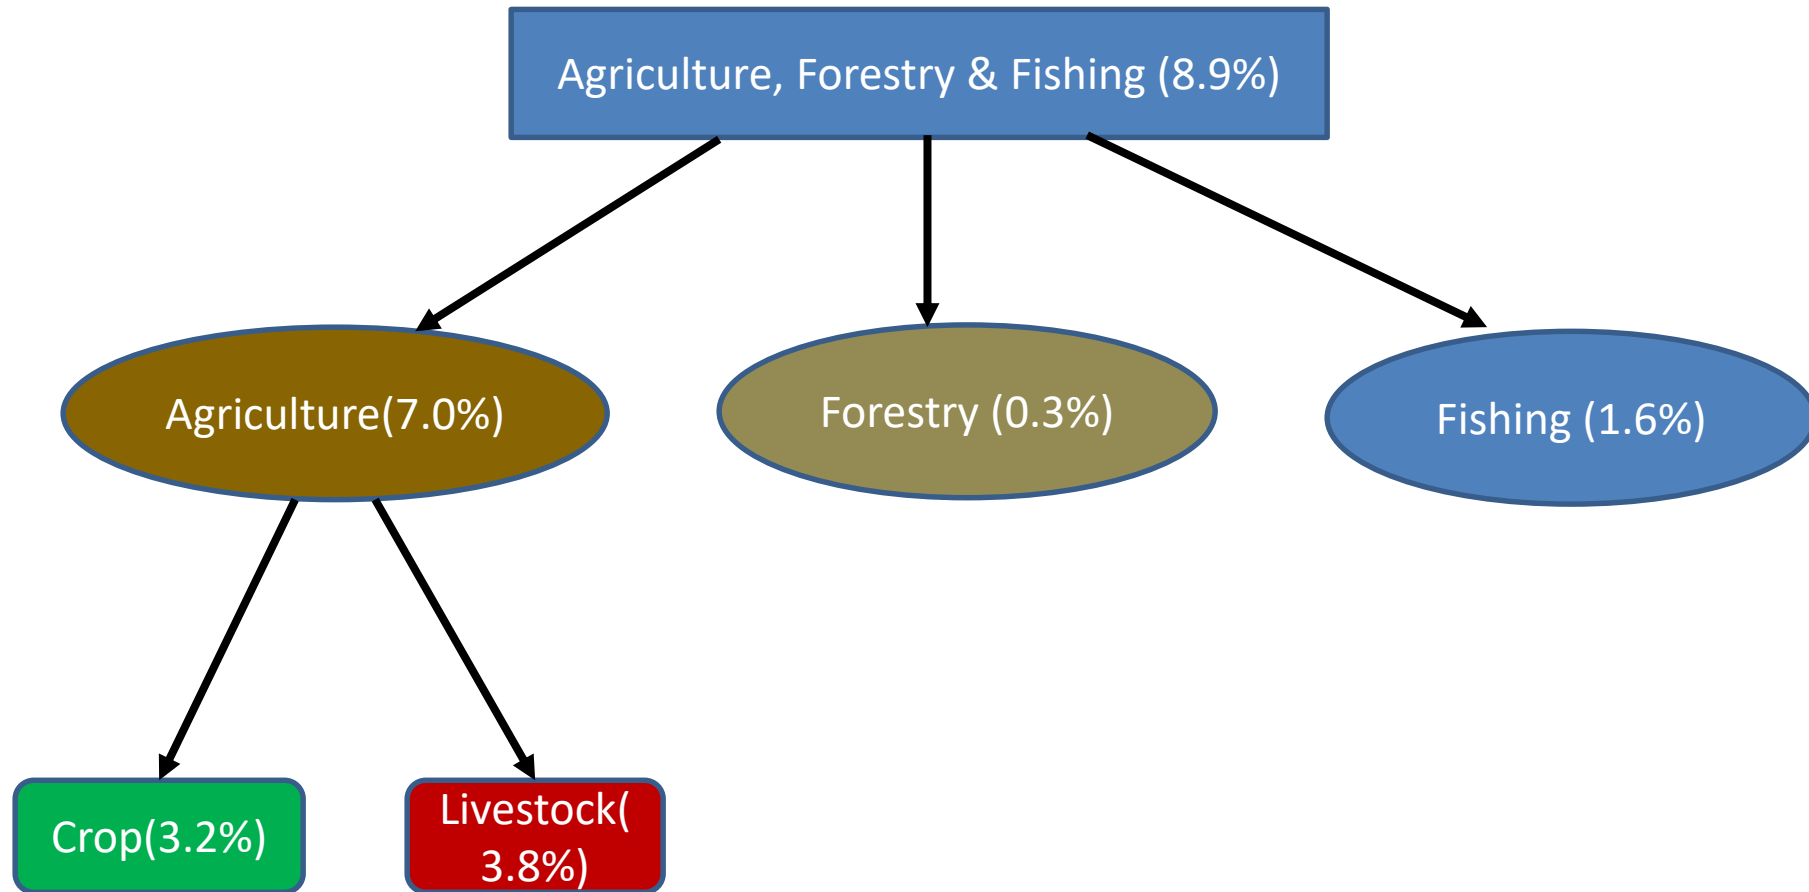 Agriculture, Forestry & Fishing (8.9%)
Agriculture(7.0%)
Forestry (0.3%)
Fishing (1.6%)
Crop(3.2%)
Livestock(
3.8%)